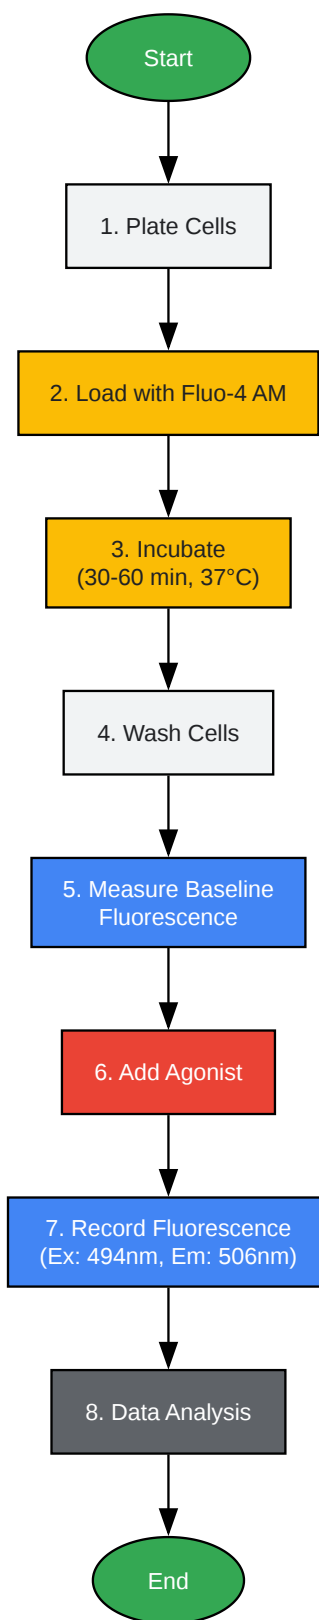 Start
1. Plate Cells
2. Load with Fluo-4 AM
3. Incubate
(30-60 min, 37°C)
4. Wash Cells
5. Measure Baseline
Fluorescence
6. Add Agonist
7. Record Fluorescence
(Ex: 494nm, Em: 506nm)
8. Data Analysis
End